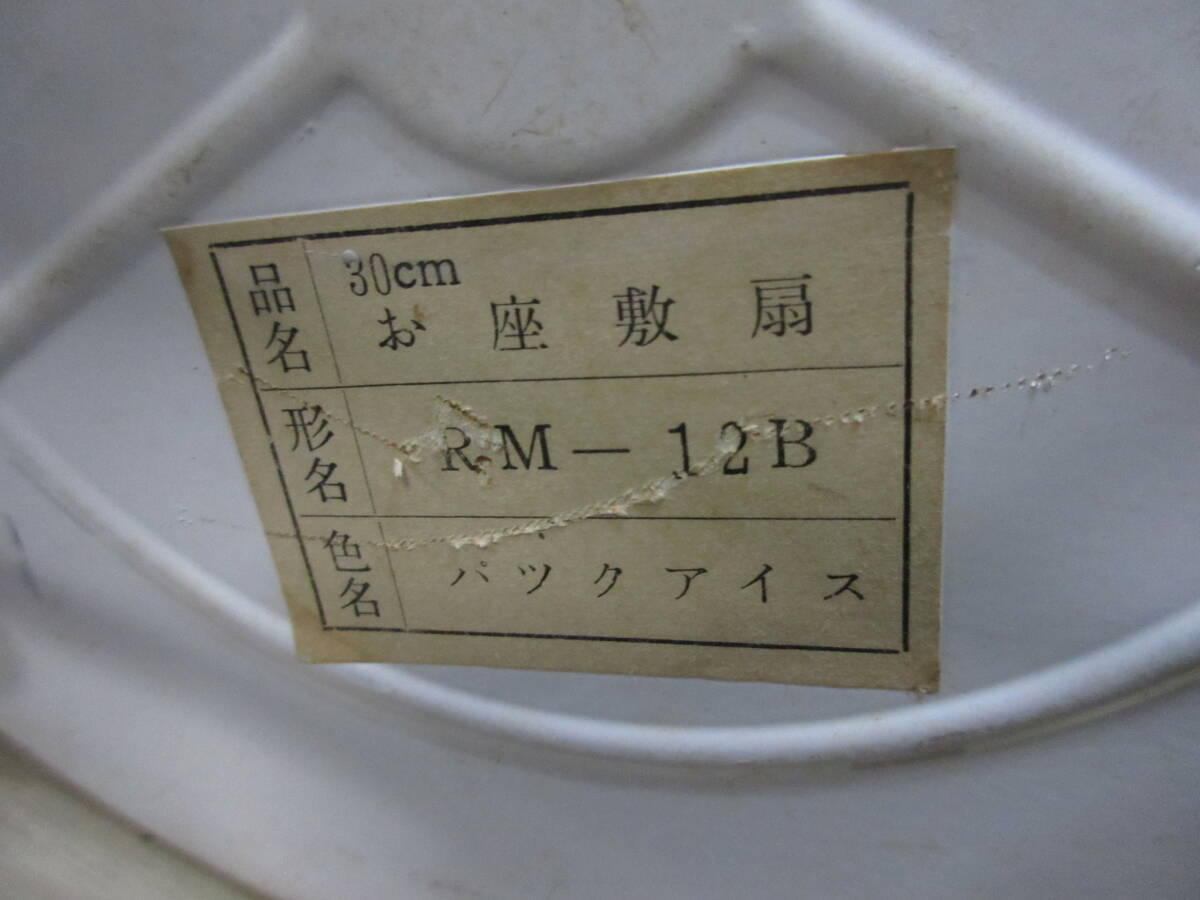 品名
30cm
お座敷扇
形名
RM-12B
色名
パツクアイス